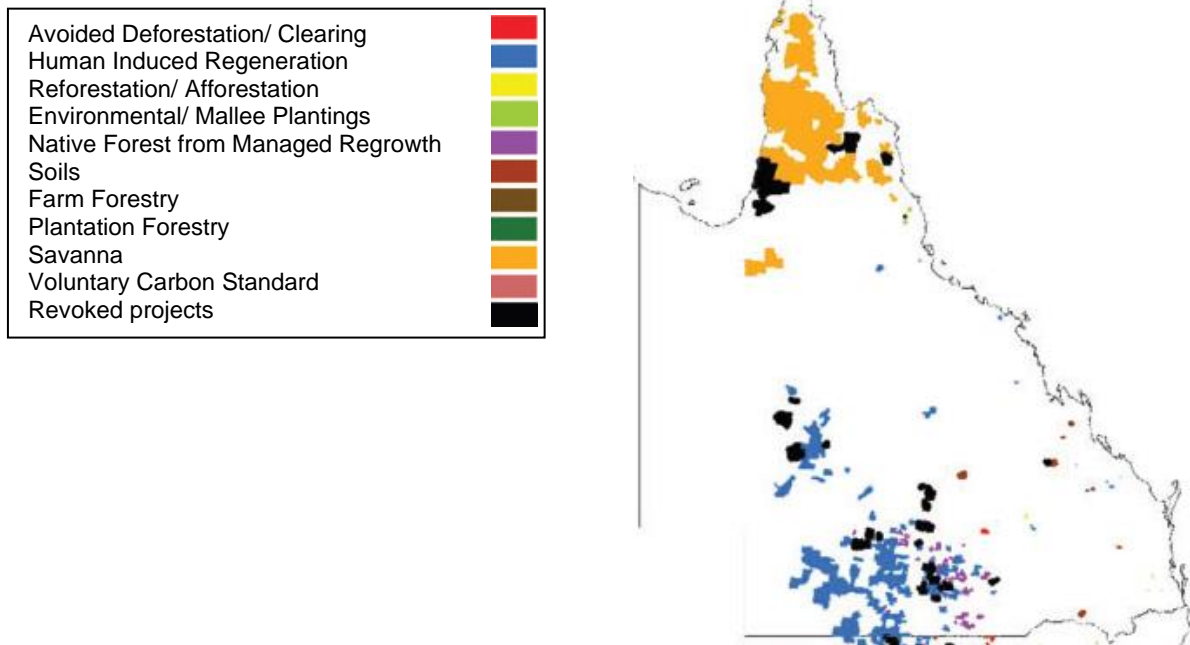 Avoided Deforestation/ Clearing
Human Induced Regeneration
Reforestation/ Afforestation
Environmental/ Mallee Plantings
Native Forest from Managed Regrowth
Soils
Farm Forestry
Plantation Forestry
Savanna
Voluntary Carbon Standard
Revoked projects